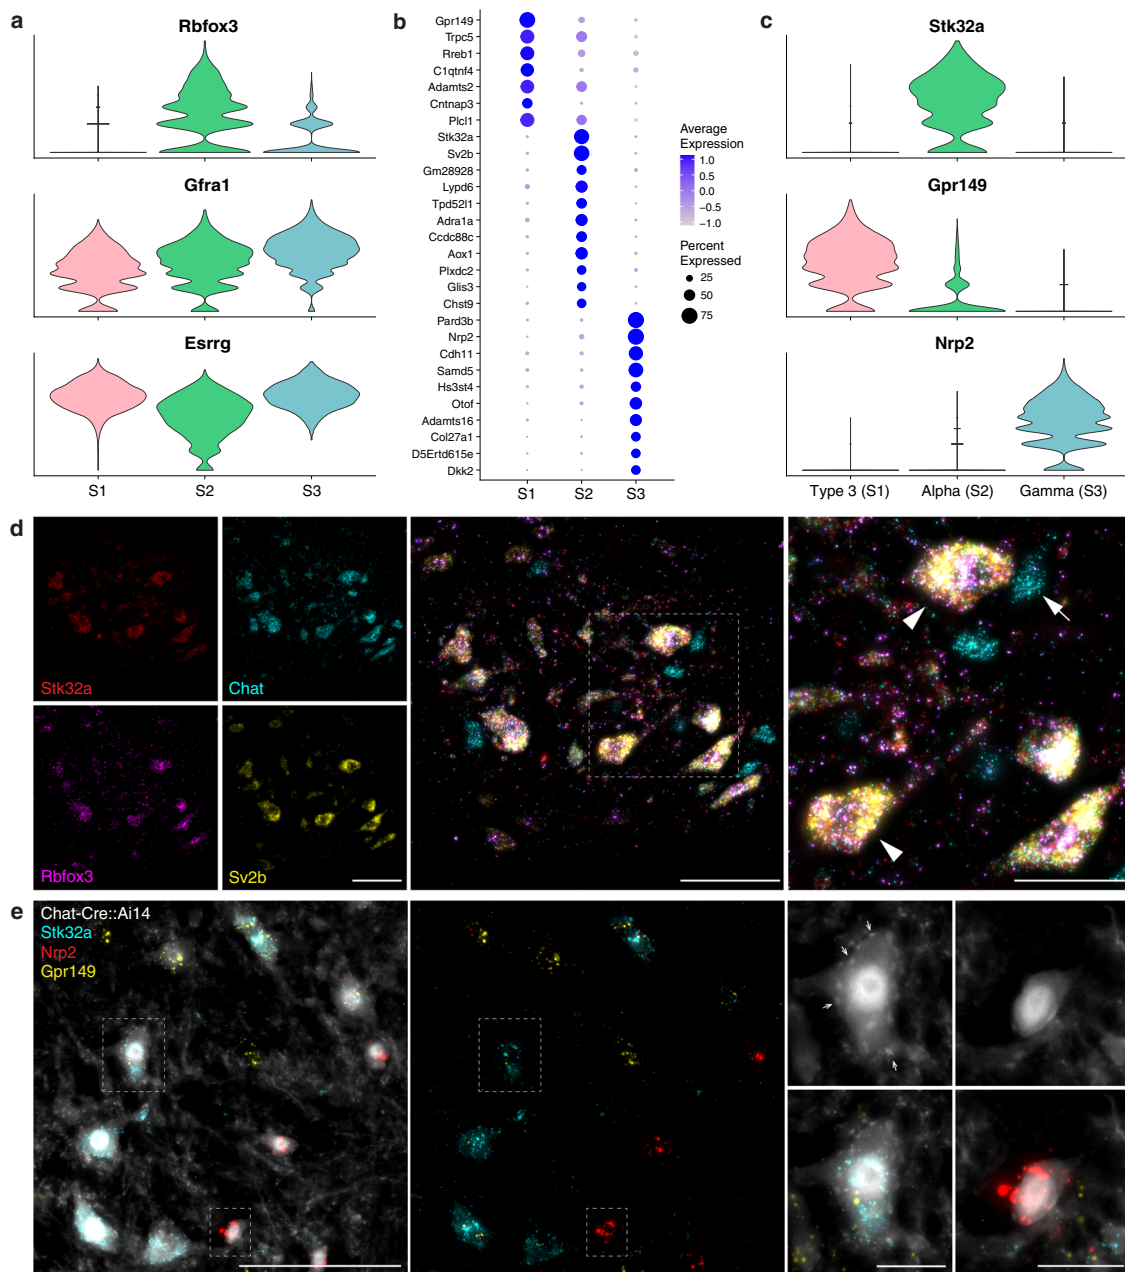 a
Rbfox3
Gfra1
Esrrg
S1 S2 S3
b
Gpr149
Trpc5
Rreb1
C1qtnf4
Adamts2
Cntnap3
Plcl1
Stk32a
Sv2b
Gm28928
Lypd6
Tpd52l1
Adra1a
Ccdc88c
Aox1
Plxdc2
Glis3
Chst9
Pard3b
Nrp2
Cdh11
Samd5
Hs3st4
Otof
Adamts16
Col27a1
D5Ertd615e
Dkk2
S1 S2 S3
Average
Expression
1.0
0.5
0.0
−0.5
−1.0
Percent
Expressed
25
50
75
c
Stk32a
Gpr149
Nrp2
Type 3 (S1) Alpha (S2) Gamma (S3)
d
Stk32a
Chat
Rbfox3
Sv2b
e
Chat-Cre::Ai14
Stk32a
Nrp2
Gpr149